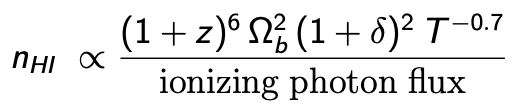 n_HI ∝ (1 + z)^6 Ω_b^2 (1 + δ)^2 T^−0.7
ionizing photon flux